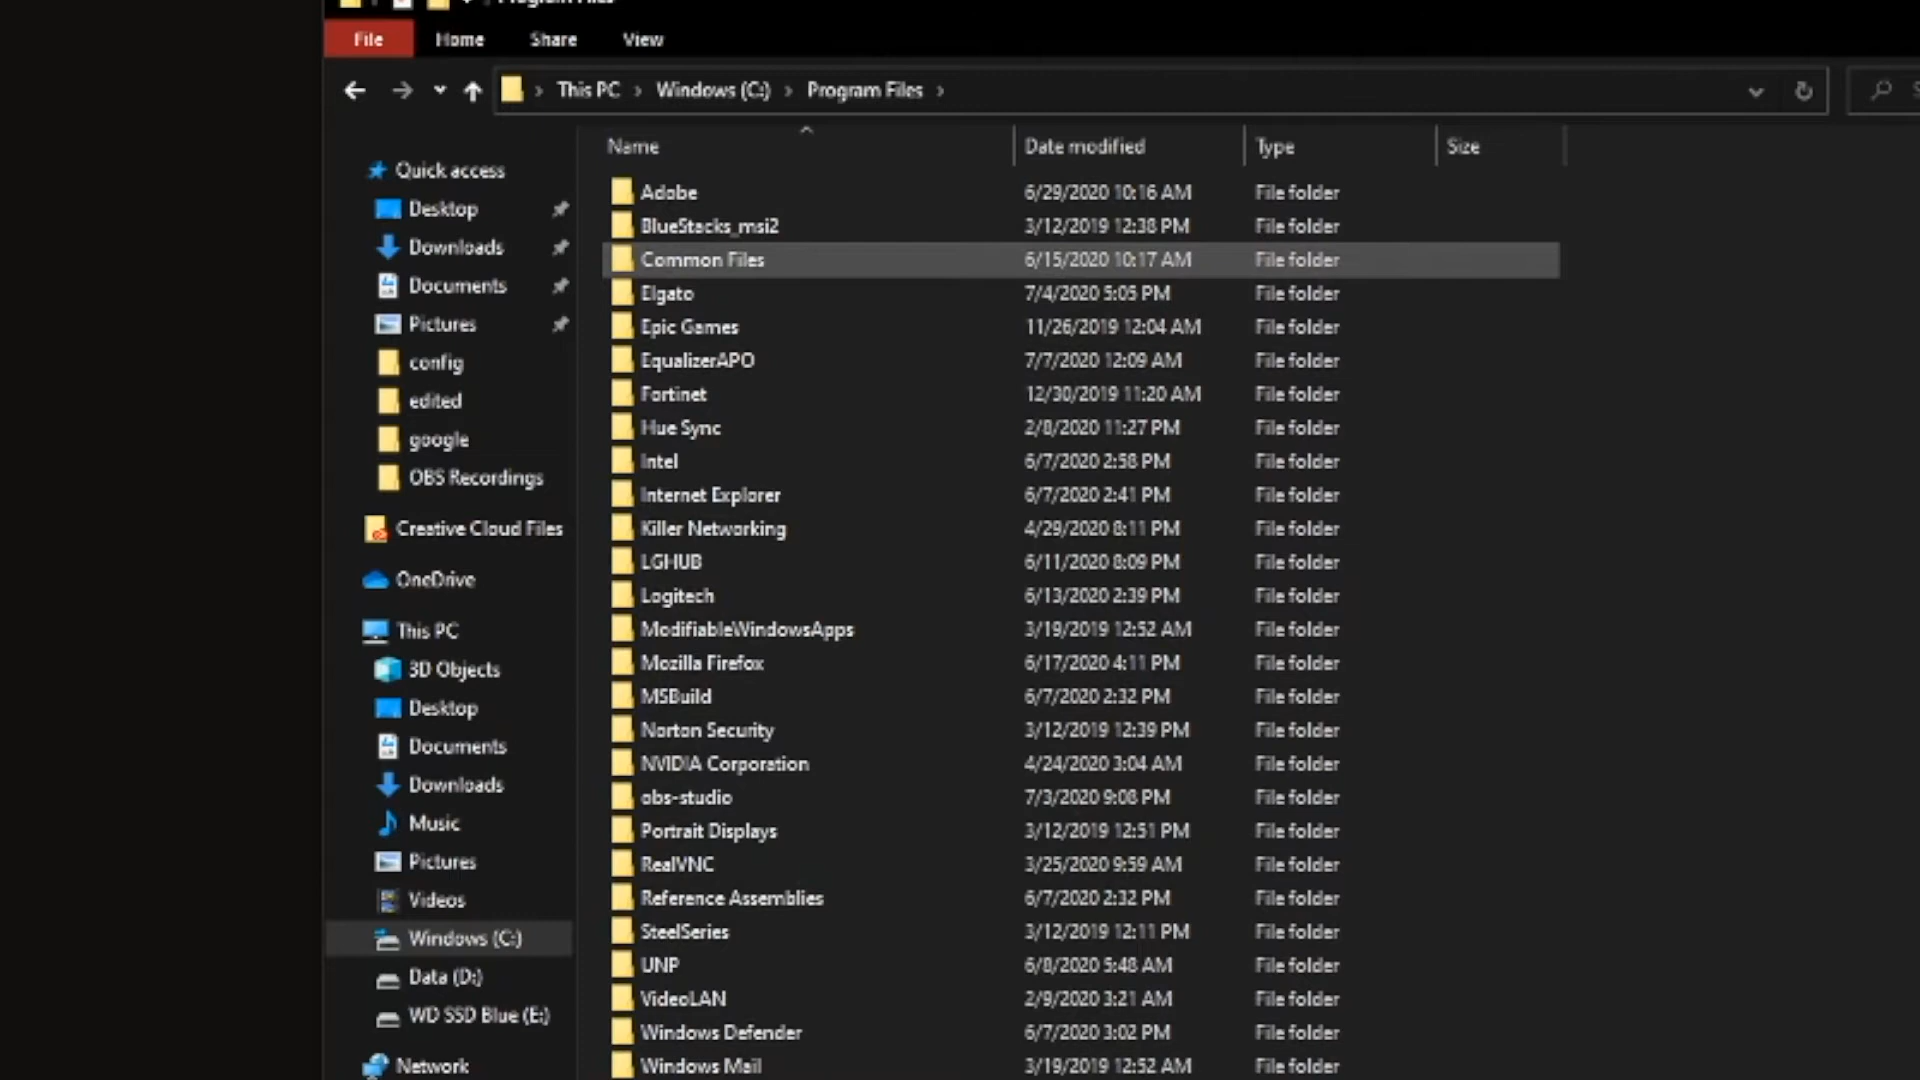 Program Files
File Home Share View
This PC > Windows (C:) > Program Files >
Name Date modified Type Size
Quick access
Desktop
Downloads
Documents
Pictures
config
edited
google
OBS Recordings
Creative Cloud Files
OneDrive
This PC
3D Objects
Desktop
Documents
Downloads
Music
Pictures
Videos
Windows (C:)
Data (D:)
WD SSD Blue (E:)
Network
Adobe 6/29/2020 10:16 AM File folder
BlueStacks_msi2 3/12/2019 12:38 PM File folder
Common Files 6/15/2020 10:17 AM File folder
Elgato 7/4/2020 5:05 PM File folder
Epic Games 11/26/2019 12:04 AM File folder
EqualizerAPO 7/7/2020 12:09 AM File folder
Fortinet 12/30/2019 11:20 AM File folder
Hue Sync 2/8/2020 11:27 PM File folder
Intel 6/7/2020 2:58 PM File folder
Internet Explorer 6/7/2020 2:41 PM File folder
Killer Networking 4/29/2020 8:11 PM File folder
LGHUB 6/11/2020 8:09 PM File folder
Logitech 6/13/2020 2:39 PM File folder
ModifiableWindowsApps 3/19/2019 12:52 AM File folder
Mozilla Firefox 6/17/2020 4:11 PM File folder
MSBuild 6/7/2020 2:32 PM File folder
Norton Security 3/12/2019 12:39 PM File folder
NVIDIA Corporation 4/24/2020 3:04 AM File folder
obs-studio 7/3/2020 9:08 PM File folder
Portrait Displays 3/12/2019 12:51 PM File folder
RealVNC 3/25/2020 9:59 AM File folder
Reference Assemblies 6/7/2020 2:32 PM File folder
SteelSeries 3/12/2019 12:11 PM File folder
UNP 6/8/2020 5:48 AM File folder
VideoLAN 2/9/2020 3:21 AM File folder
Windows Defender 6/7/2020 3:02 PM File folder
Windows Mail 3/19/2019 12:52 AM File folder